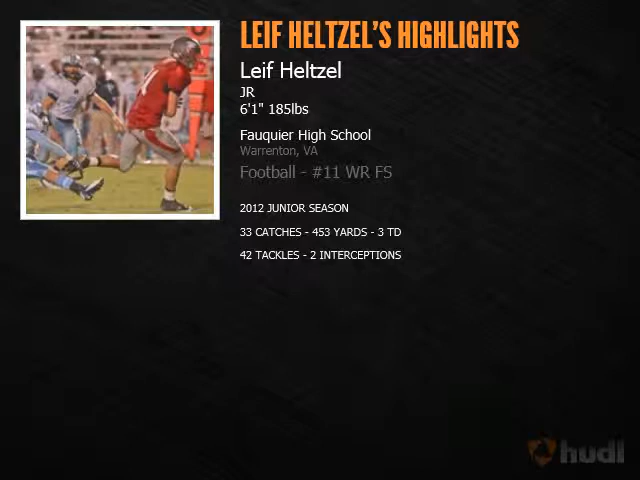 LEIF HELTZEL'S HIGHLIGHTS
Leif Heltzel
JR
6'1" 185lbs
Fauquier High School
Warrenton, VA
Football - #11 WR FS
2012 JUNIOR SEASON
33 CATCHES - 453 YARDS - 3 TD
42 TACKLES - 2 INTERCEPTIONS
hudl